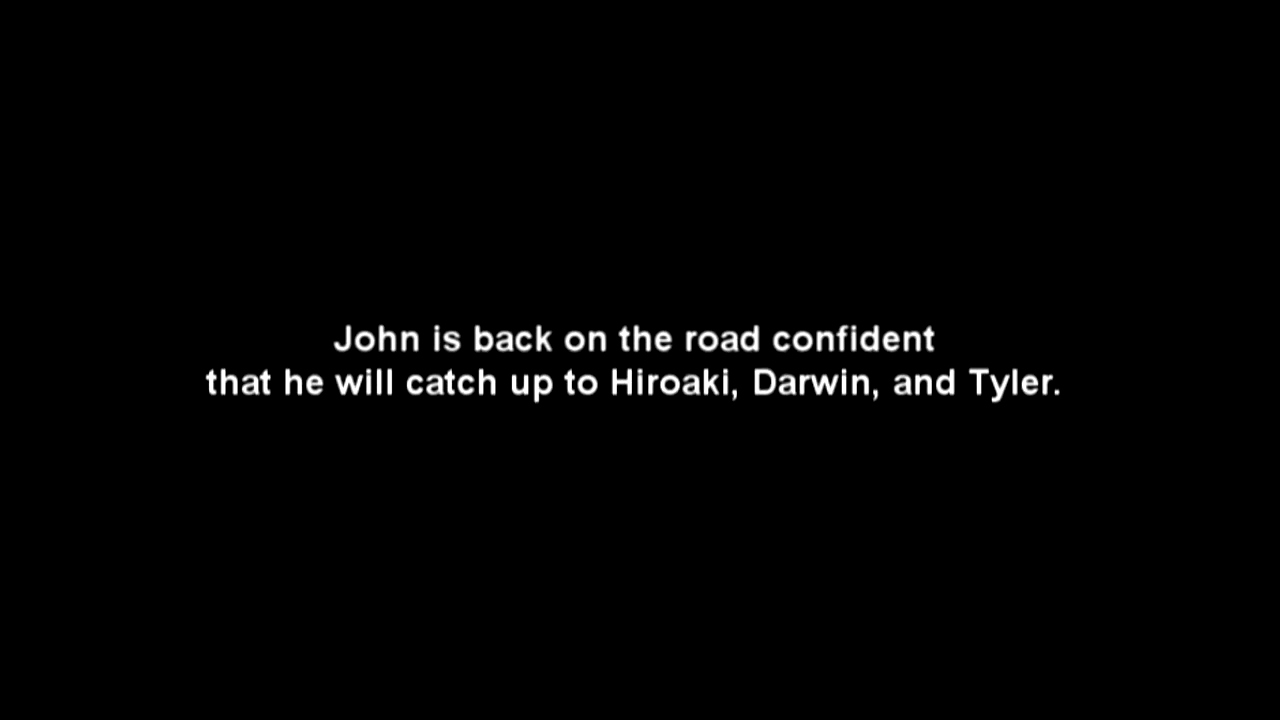 John is back on the road confident
that he will catch up to Hiroaki, Darwin, and Tyler.